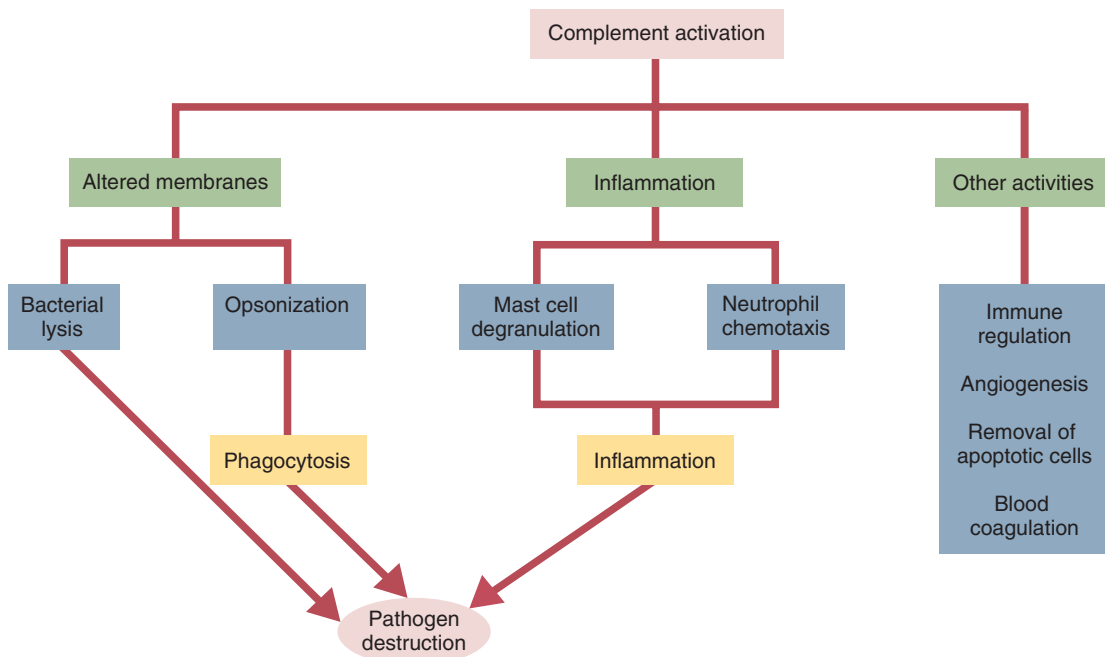 Complement activation
Altered membranes
Inflammation
Other activities
Bacterial
lysis
Opsonization
Mast cell
degranulation
Neutrophil
chemotaxis
Immune
regulation
Angiogenesis
Removal of
apoptotic cells
Blood
coagulation
Phagocytosis
Inflammation
Pathogen
destruction